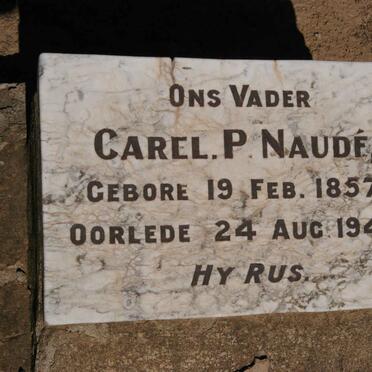 ONS VADER
CAREL. P. NAUDÉ,
GEBORE 19 FEB. 1857
OORLEDE 24 AUG. 194
HY RUS.